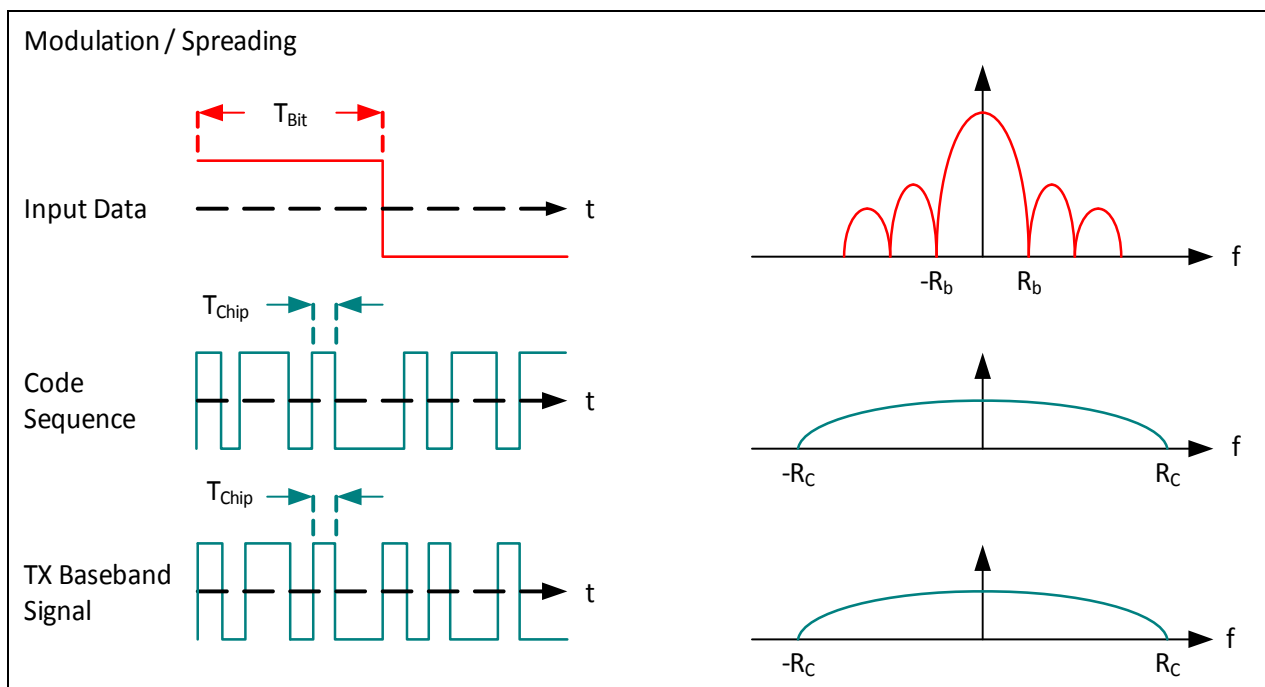 Modulation / Spreading
T_Bit
Input Data
t
f
-R_b
R_b
T_Chip
Code
Sequence
t
f
-R_C
R_C
T_Chip
TX Baseband
Signal
t
f
-R_C
R_C